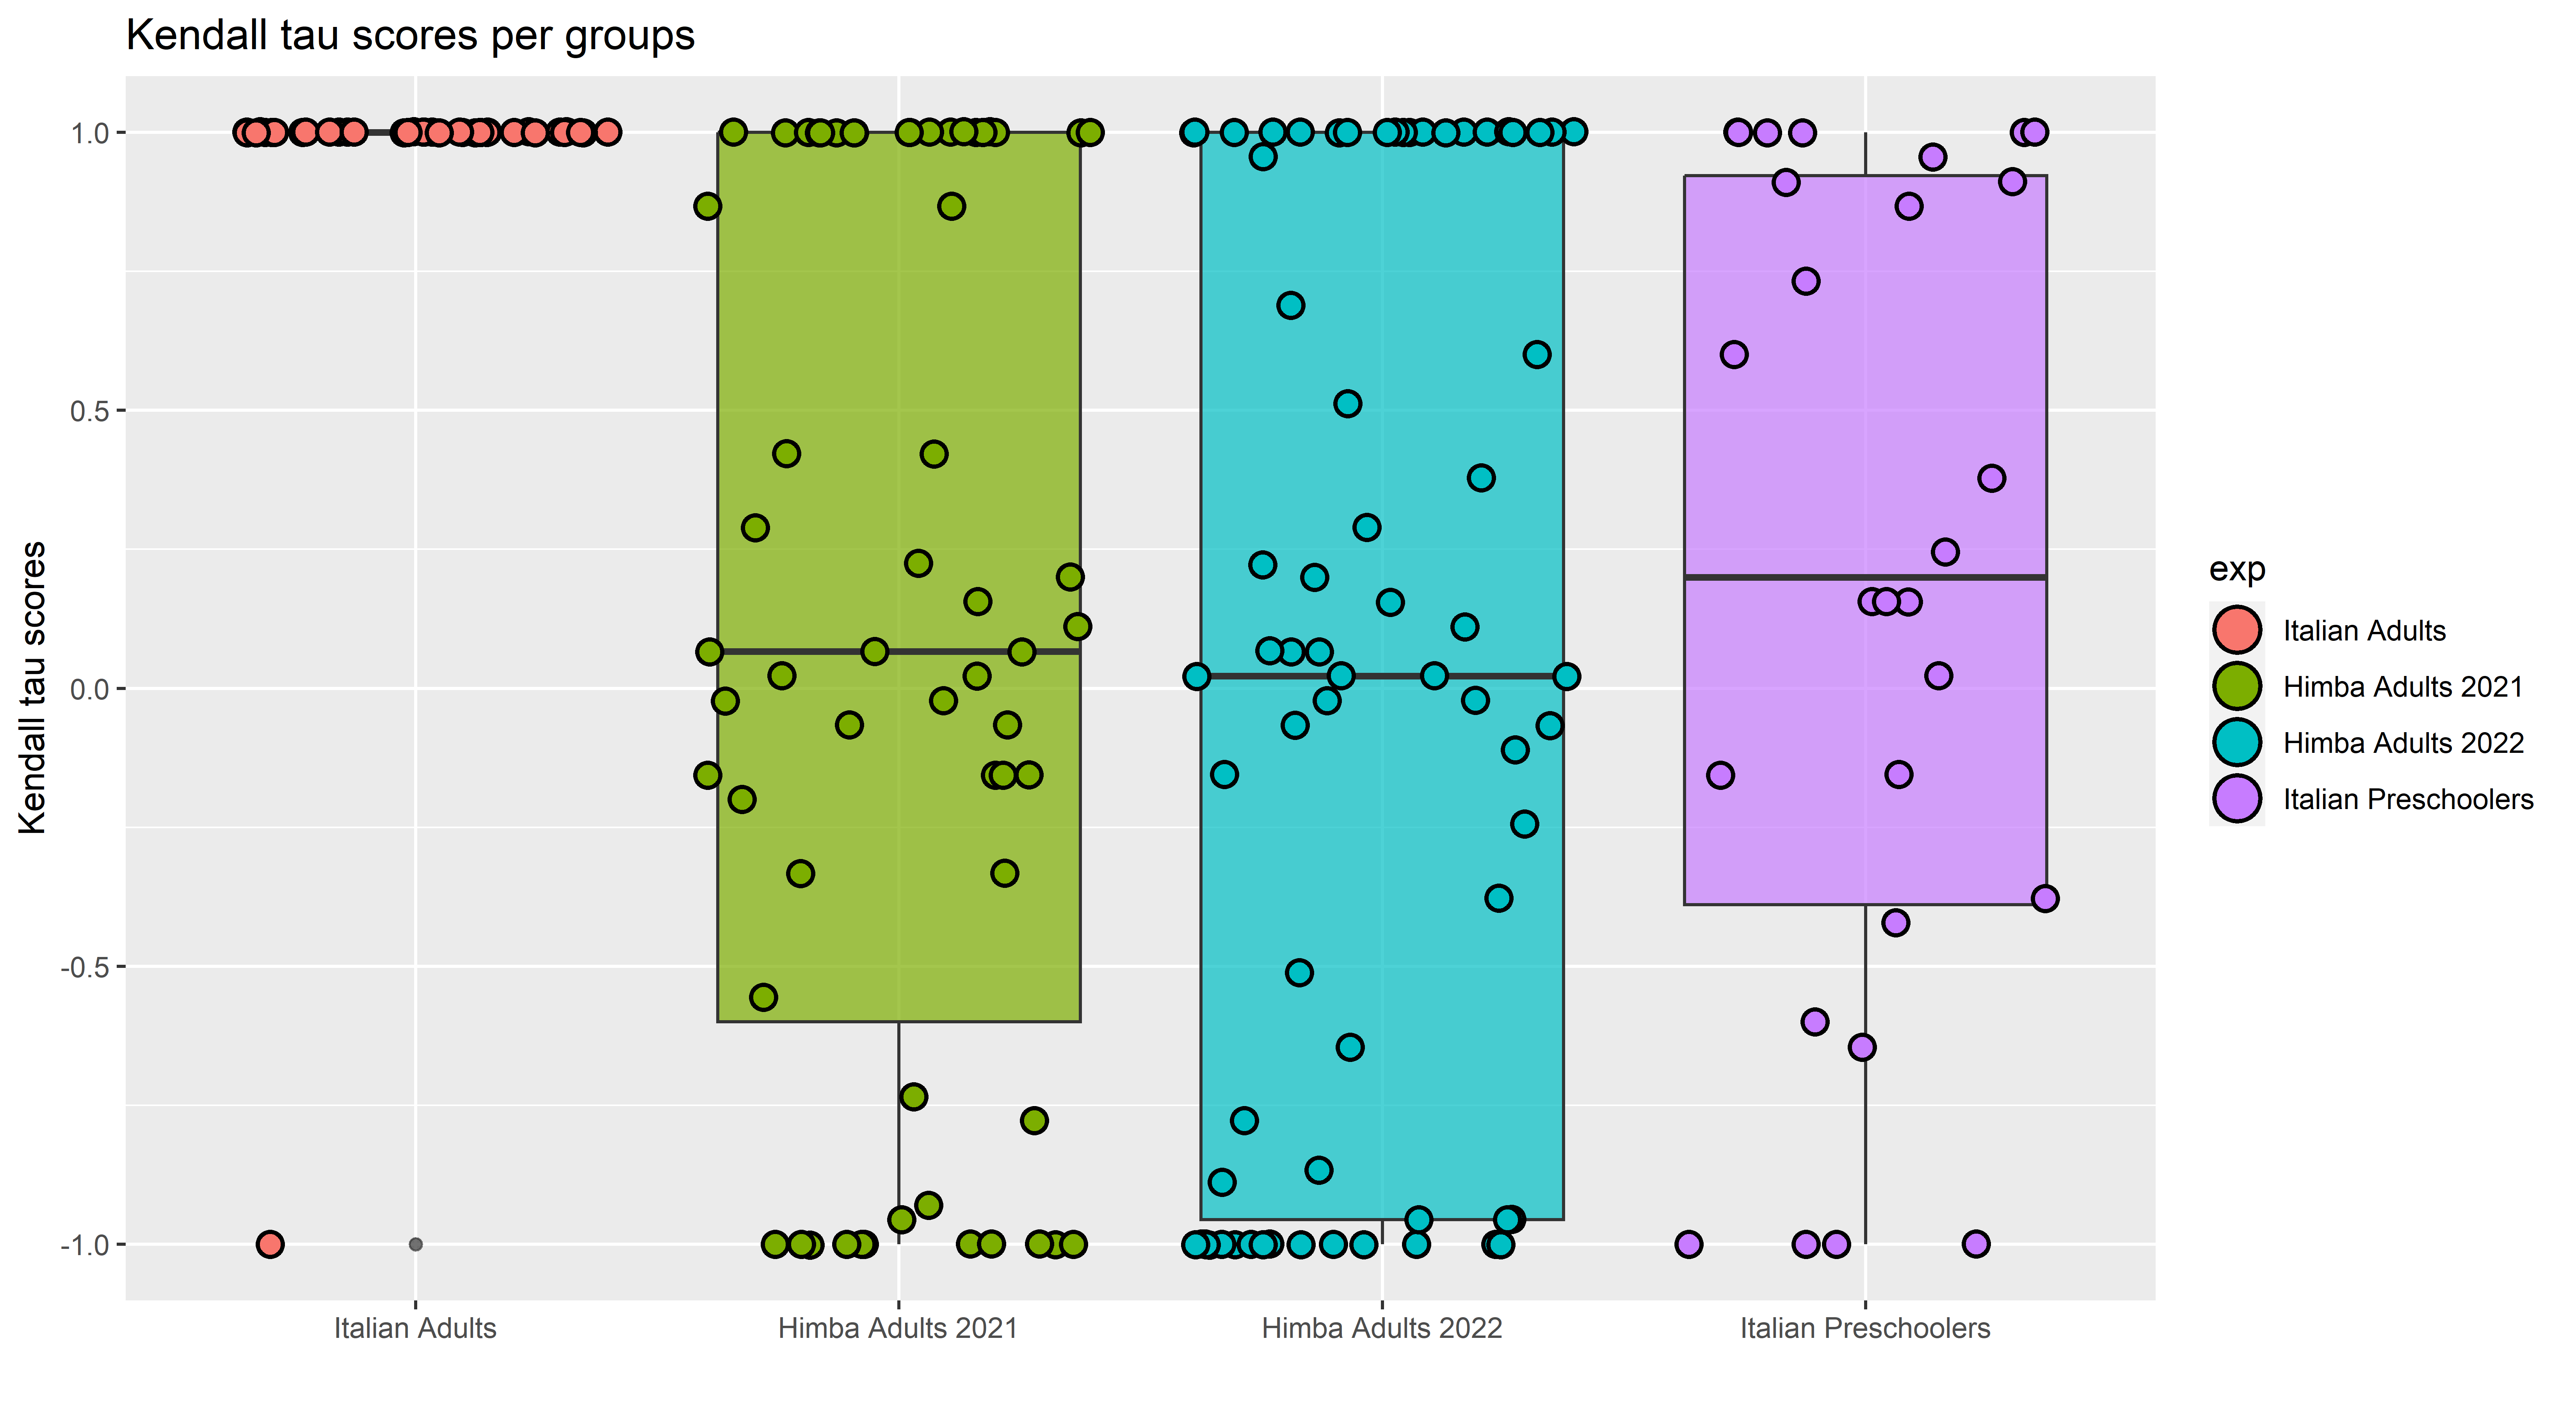 Kendall tau scores per groups
Kendall tau scores
1.0
0.5
0.0
-0.5
-1.0
Italian Adults
Himba Adults 2021
Himba Adults 2022
Italian Preschoolers
exp
Italian Adults
Himba Adults 2021
Himba Adults 2022
Italian Preschoolers